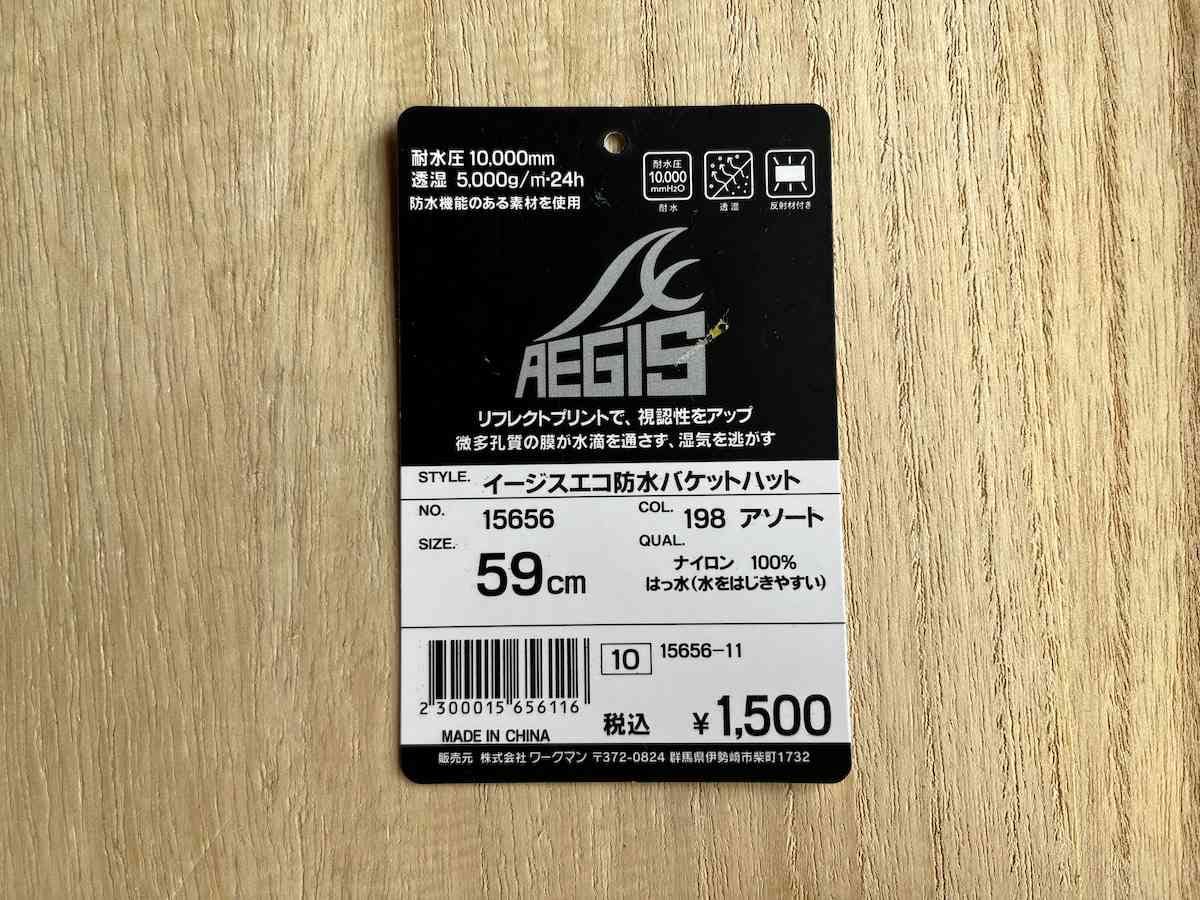 耐水圧 10,000mm
透湿 5,000g/㎡・24h
防水機能のある素材を使用
耐水圧
10,000
mmH2O
耐水
透湿
反射材付き
AEGIS
リフレクトプリントで、視認性をアップ
微多孔質の膜が水滴を通さず、湿気を逃がす
STYLE. イージスエコ防水バケットハット
NO. 15656
COL. 198 アソート
SIZE. 59cm
QUAL.
ナイロン 100%
はっ水(水をはじきやすい)
10 15656-11
2 300015 656116
税込 ¥1,500
MADE IN CHINA
販売元 株式会社 ワークマン 〒372-0824 群馬県伊勢崎市柴町1732